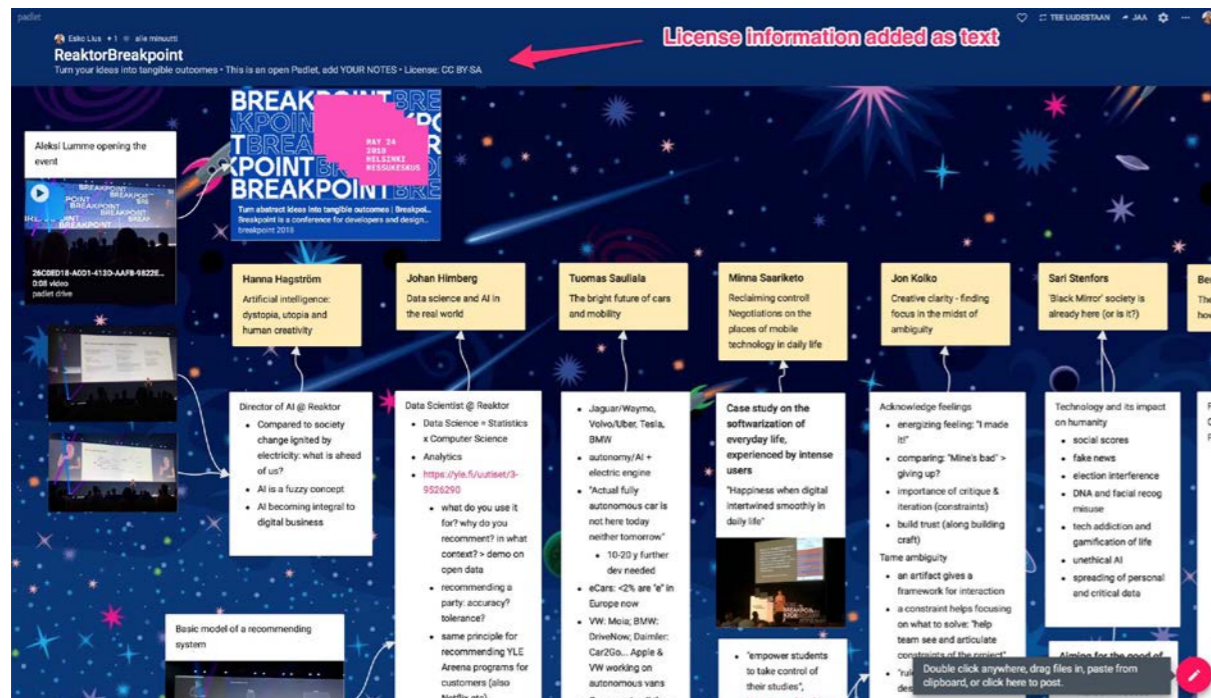 padlet
TEE UUDESTAAN
JAA
Esko Lius +1 alle minuutti
ReaktorBreakpoint
Turn your ideas into tangible outcomes • This is an open Padlet, add YOUR NOTES • License: CC BY-SA
License information added as text
Aleksi Lumme opening the
event
26C0ED18-A0D1-413D-AAFB-9822E...
0:08 video
padlet drive
BREAKPOINT
MAY 24
2018
HELSINKI
MESSUKESKUS
BREAKPOINT
Turn abstract ideas into tangible outcomes | Breakpoi...
Breakpoint is a conference for developers and design...
breakpoint 2018
Hanna Hagström
Artificial intelligence:
dystopia, utopia and
human creativity
Johan Himberg
Data science and AI in
the real world
Tuomas Sauliala
The bright future of cars
and mobility
Minna Saariketo
Reclaiming controll
Negotiations on the
places of mobile
technology in daily life
Jon Kolko
Creative clarity - finding
focus in the midst of
ambiguity
Sari Stenfors
'Black Mirror' society is
already here (or is it?)
Director of AI @ Reaktor
• Compared to society
change ignited by
electricity: what is ahead
of us?
• AI is a fuzzy concept
• AI becoming integral to
digital business
Basic model of a recommending
system
Data Scientist @ Reaktor
• Data Science = Statistics
x Computer Science
• Analytics
• https://yle.fi/uutiset/3-
9526290
• what do you use it
for? why do you
recomment? in what
context? > demo on
open data
• recommending a
party: accuracy?
tolerance?
• same principle for
recommending YLE
Areena programs for
customers (also
Netflix etc)
• Jaguar/Waymo,
Volvo/Uber, Tesla,
BMW
• autonomy/AI +
electric engine
• "Actual fully
autonomous car is
not here today
neither tomorrow"
• 10-20 y further
dev needed
• eCars: <2% are "e" in
Europe now
• VW: Moia; BMW:
DriveNow; Daimler:
Car2Go... Apple &
VW working on
autonomous vans
Case study on the
softwarization of
everyday life,
experienced by intense
users
"Happiness when digital
intertwined smoothly in
daily life"
• "empower students
to take control of
their studies",
Acknowledge feelings
• energizing feeling: "I made
it!"
• comparing: "Mine's bad" >
giving up?
• importance of critique &
iteration (constraints)
• build trust (along building
craft)
Tame ambiguity
• an artifact gives a
framework for interaction
• a constraint helps focusing
on what to solve: "help
team see and articulate
constraints of the project"
Technology and its impact
on humanity
• social scores
• fake news
• election interference
• DNA and facial recog
misuse
• tech addiction and
gamification of life
• unethical AI
• spreading of personal
and critical data
Aiming for the good of
Double click anywhere, drag files in, paste from
clipboard, or click here to post.